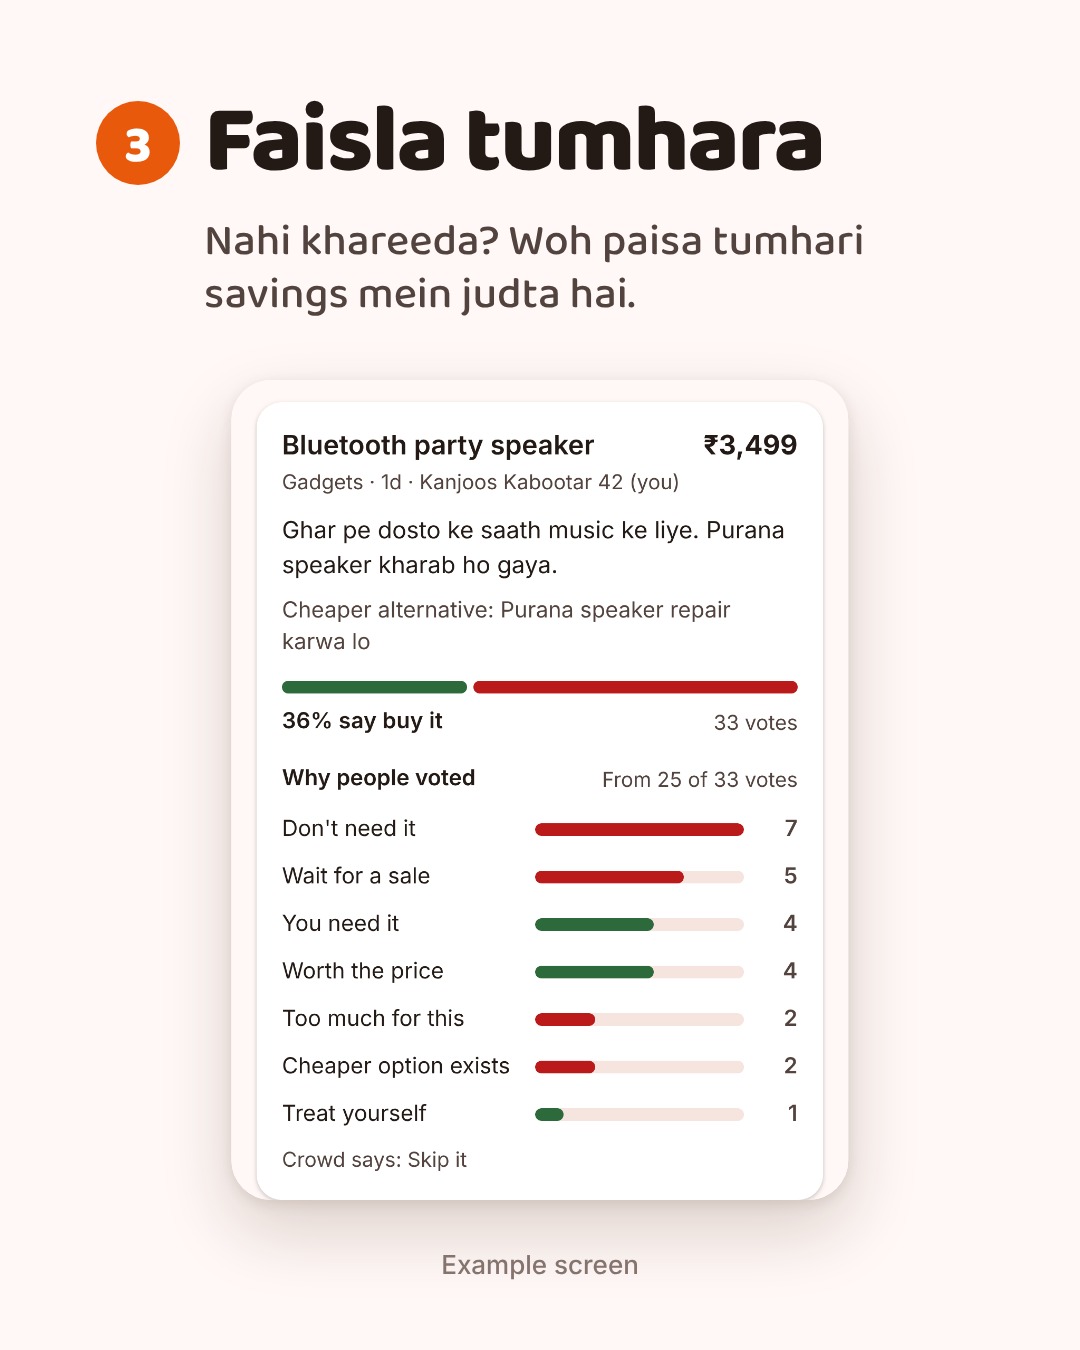 3 Faisla tumhara
Nahi khareeda? Woh paisa tumhari
savings mein judta hai.
Bluetooth party speaker ₹3,499
Gadgets · 1d · Kanjoos Kabootar 42 (you)
Ghar pe dosto ke saath music ke liye. Purana
speaker kharab ho gaya.
Cheaper alternative: Purana speaker repair
karwa lo
36% say buy it 33 votes
Why people voted From 25 of 33 votes
Don't need it 7
Wait for a sale 5
You need it 4
Worth the price 4
Too much for this 2
Cheaper option exists 2
Treat yourself 1
Crowd says: Skip it
Example screen